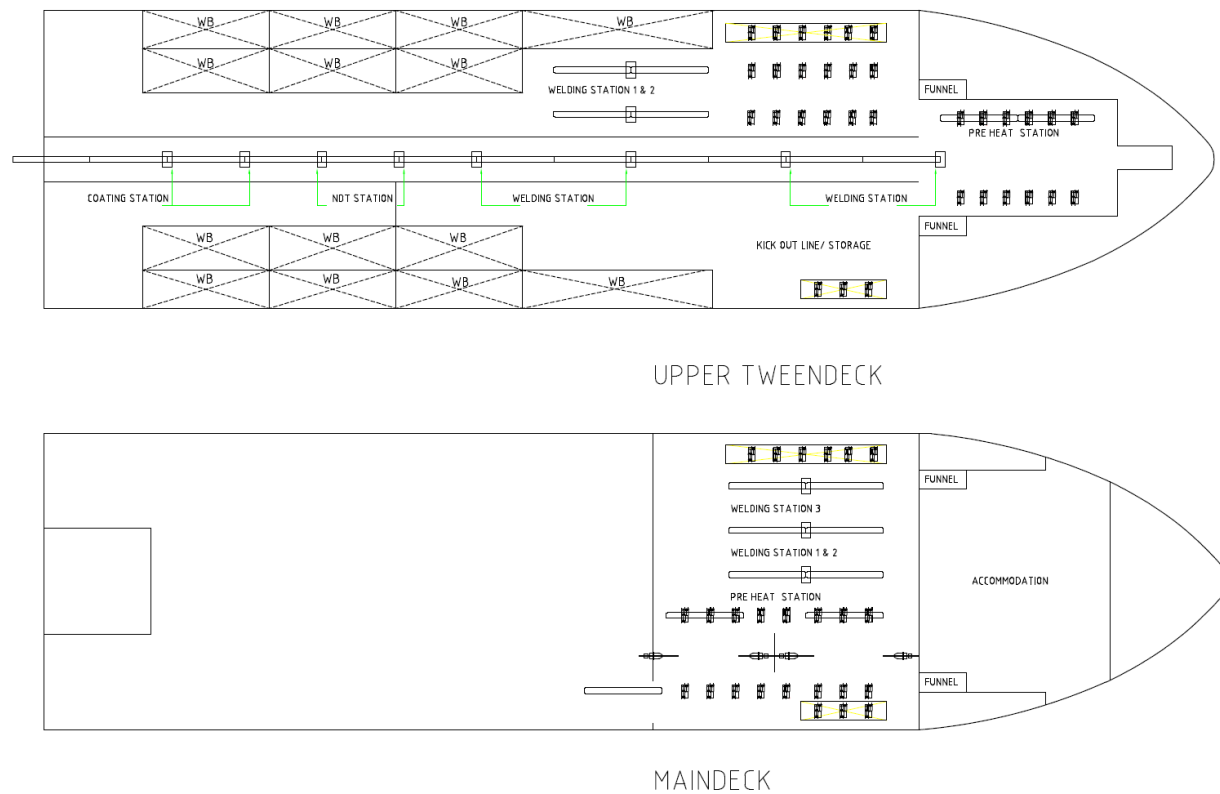 WB WB WB WB
WB WB WB
WELDING STATION 1 & 2
FUNNEL
PRE HEAT STATION
COATING STATION
NDT STATION
WELDING STATION
WELDING STATION
FUNNEL
WB WB WB
KICK OUT LINE/ STORAGE
WB WB WB WB
UPPER TWEENDECK
FUNNEL
WELDING STATION 3
WELDING STATION 1 & 2
ACCOMMODATION
PRE HEAT STATION
FUNNEL
MAINDECK